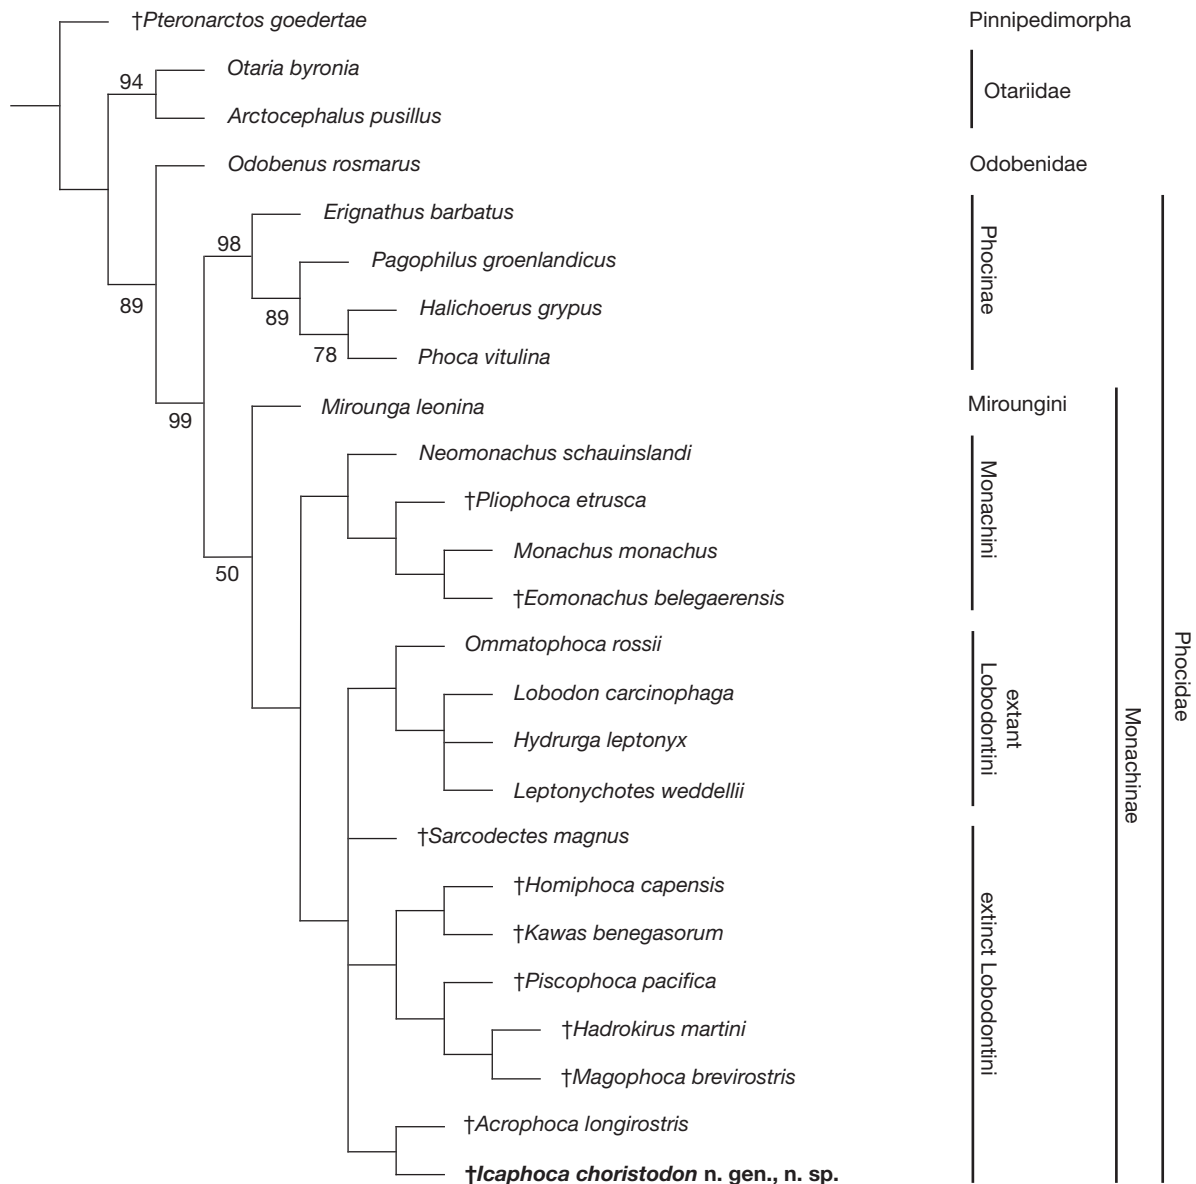 †Pteronarctos goedertae Pinnipedimorpha
Otaria byronia
94
Otariidae
Arctocephalus pusillus
Odobenus rosmarus Odobenidae
Erignathus barbatus
98
Pagophilus groenlandicus
Phocinae
89
Halichoerus grypus
89
78
Phoca vitulina
Mirounga leonina Miroungini
99
Neomonachus schauinslandi
†Pliophoca etrusca
Monachini
Monachus monachus
50
†Eomonachus belegaerensis
Ommatophoca rossii
Lobodon carcinophaga
extant
Lobodontini
Hydrurga leptonyx
Leptonychotes weddellii
Phocidae
Monachinae
†Sarcodectes magnus
†Homiphoca capensis
†Kawas benegasorum
extinct Lobodontini
†Piscophoca pacifica
†Hadrokirus martini
†Magophoca brevirostris
†Acrophoca longirostris
†Icaphoca choristodon n. gen., n. sp.